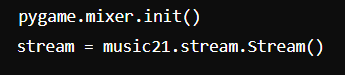 pygame.mixer.init()
stream = music21.stream.Stream()